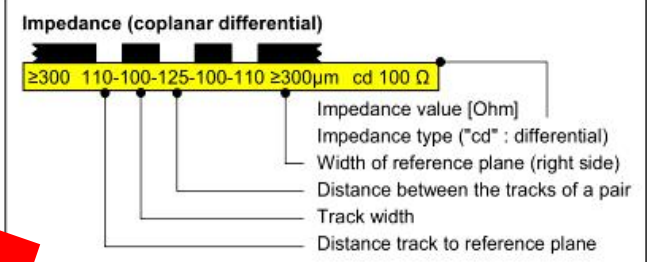 Impedance (coplanar differential)
≥300 110-100-125-100-110 ≥300µm cd 100 Ω
Impedance value [Ohm]
Impedance type ("cd" : differential)
Width of reference plane (right side)
Distance between the tracks of a pair
Track width
Distance track to reference plane